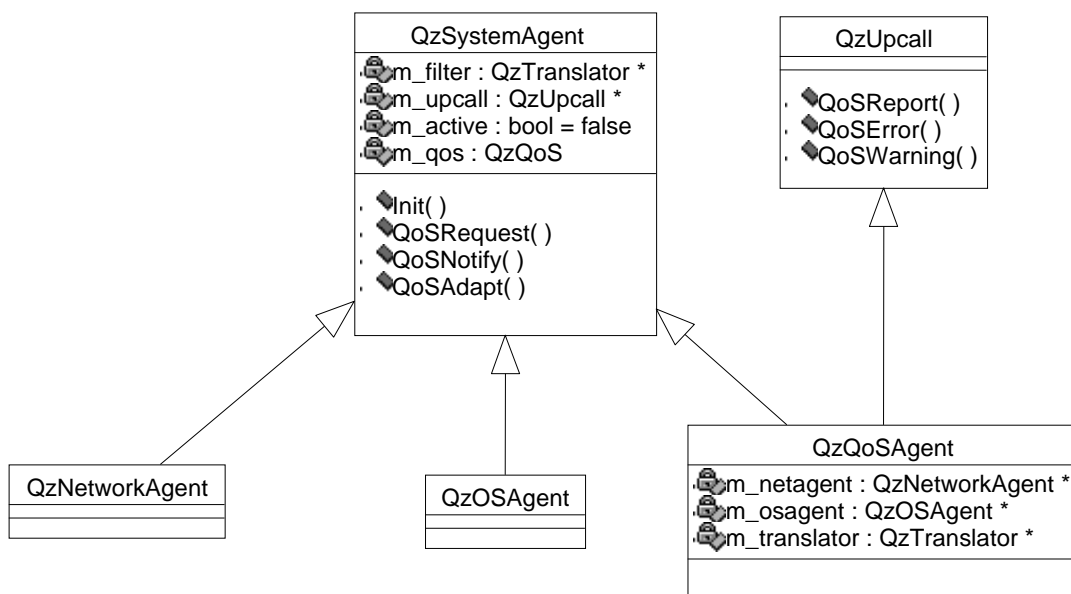 QzSystemAgent
m_filter : QzTranslator *
m_upcall : QzUpcall *
m_active : bool = false
m_qos : QzQoS
Init( )
QoSRequest( )
QoSNotify( )
QoSAdapt( )
QzUpcall
QoSReport( )
QoSError( )
QoSWarning( )
QzNetworkAgent
QzOSAgent
QzQoSAgent
m_netagent : QzNetworkAgent *
m_osagent : QzOSAgent *
m_translator : QzTranslator *